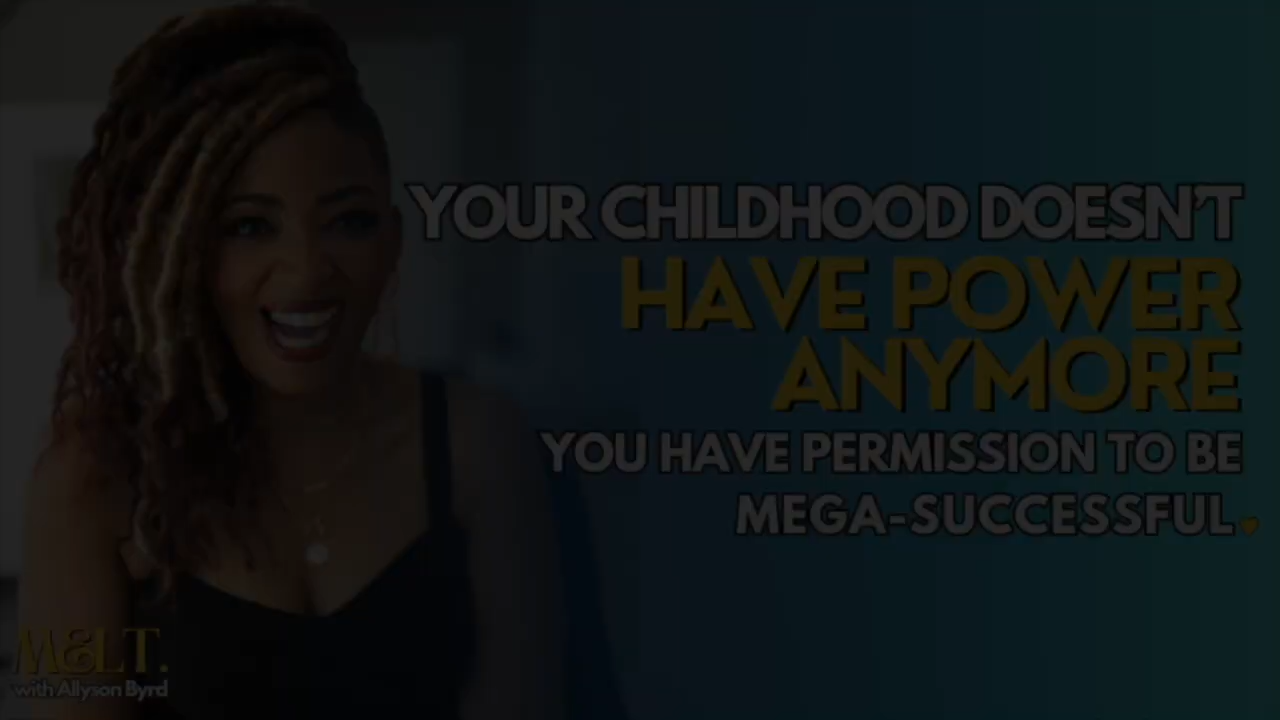 YOUR CHILDHOOD DOESN'T
HAVE POWER
ANYMORE
YOU HAVE PERMISSION TO BE
MEGA-SUCCESSFUL.
M&LT.
with Allyson Byrd